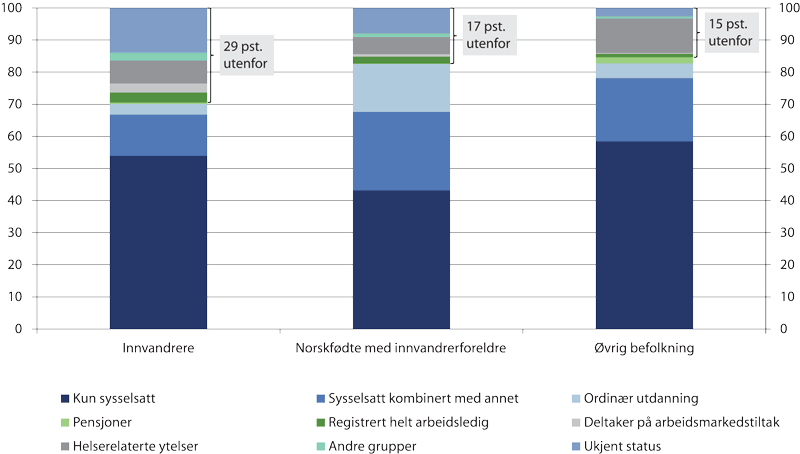 100
90
80
70
60
50
40
30
20
10
0
29 pst.
utenfor
17 pst.
utenfor
15 pst.
utenfor
100
90
80
70
60
50
40
30
20
10
0
Innvandrere
Norskfødte med innvandrerforeldre
Øvrig befolkning
Kun sysselsatt
Sysselsatt kombinert med annet
Ordinær utdanning
Pensjoner
Registrert helt arbeidsledig
Deltaker på arbeidsmarkedstiltak
Helserelaterte ytelser
Andre grupper
Ukjent status